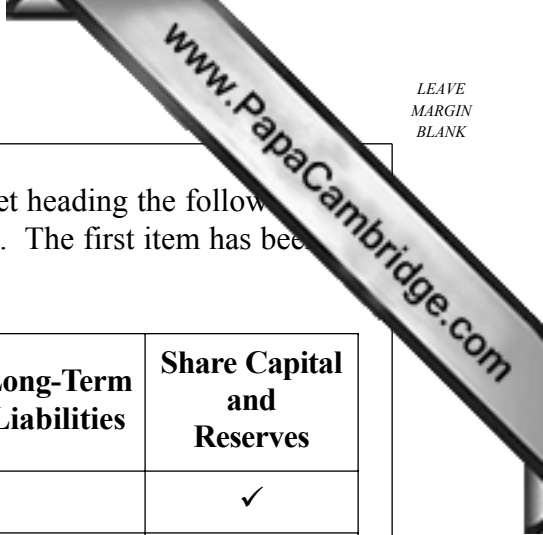 www.PapaCambridge.com
LEAVE
MARGIN
BLANK
et heading the follow
. The first item has bee
ong-Term
Liabilities
Share Capital
and
Reserves
✓